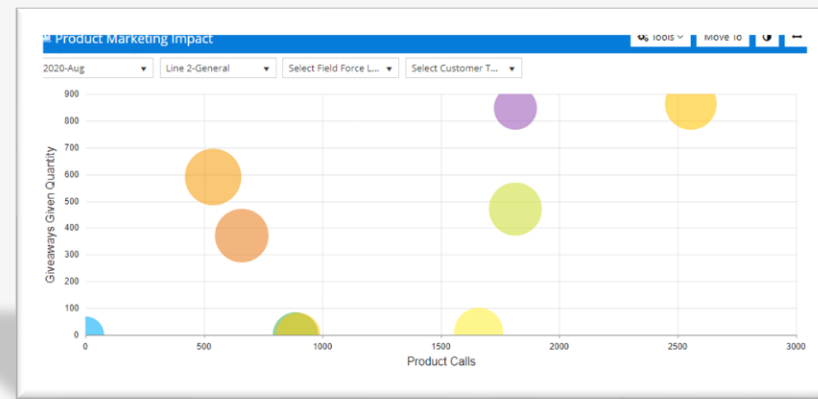 Product Marketing Impact
Tools
Move To
2020-Aug
Line 2-General
Select Field Force L...
Select Customer T...
900
800
700
600
500
400
300
200
100
0
Giveaways Given Quantity
0
500
1000
1500
2000
2500
3000
Product Calls